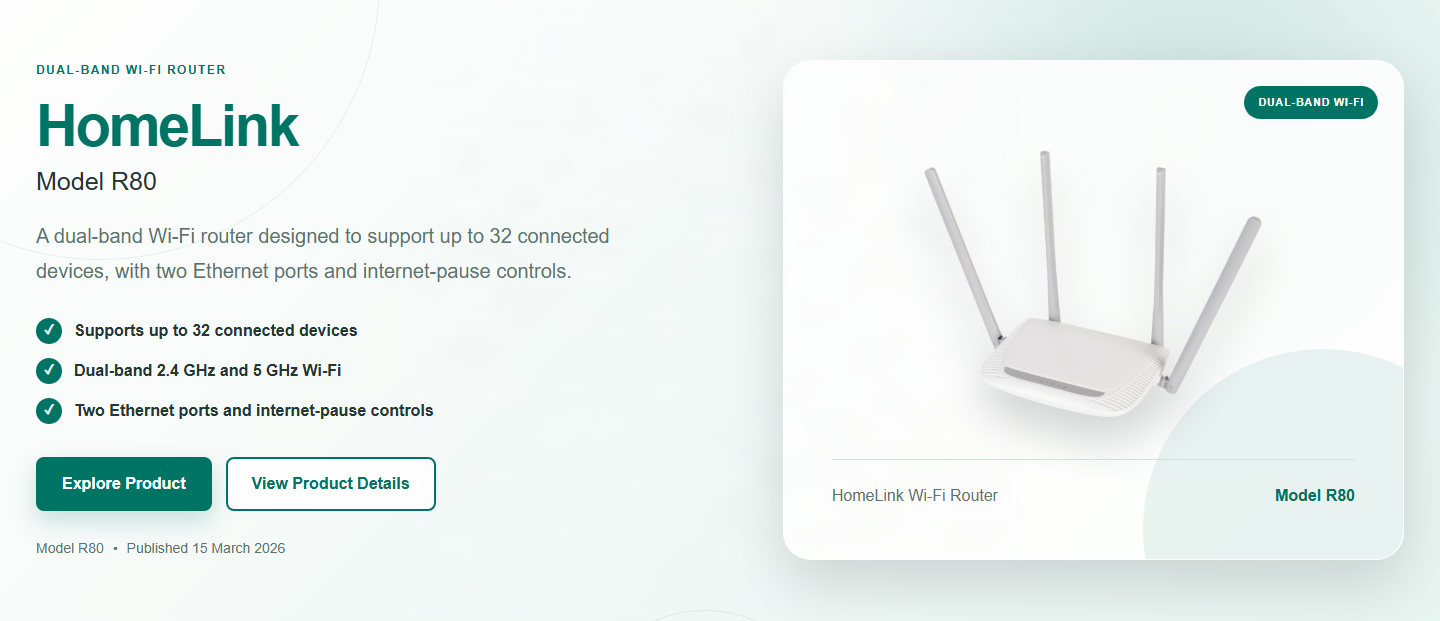 DUAL-BAND WI-FI ROUTER
HomeLink
Model R80
A dual-band Wi-Fi router designed to support up to 32 connected
devices, with two Ethernet ports and internet-pause controls.
Supports up to 32 connected devices
Dual-band 2.4 GHz and 5 GHz Wi-Fi
Two Ethernet ports and internet-pause controls
Explore Product
View Product Details
Model R80 • Published 15 March 2026
DUAL-BAND WI-FI
HomeLink Wi-Fi Router
Model R80